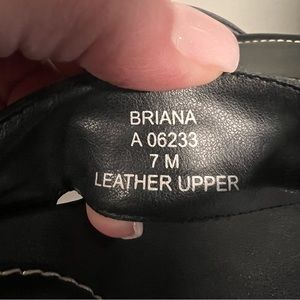 BRIANA
A 06233
7 M
LEATHER UPPER